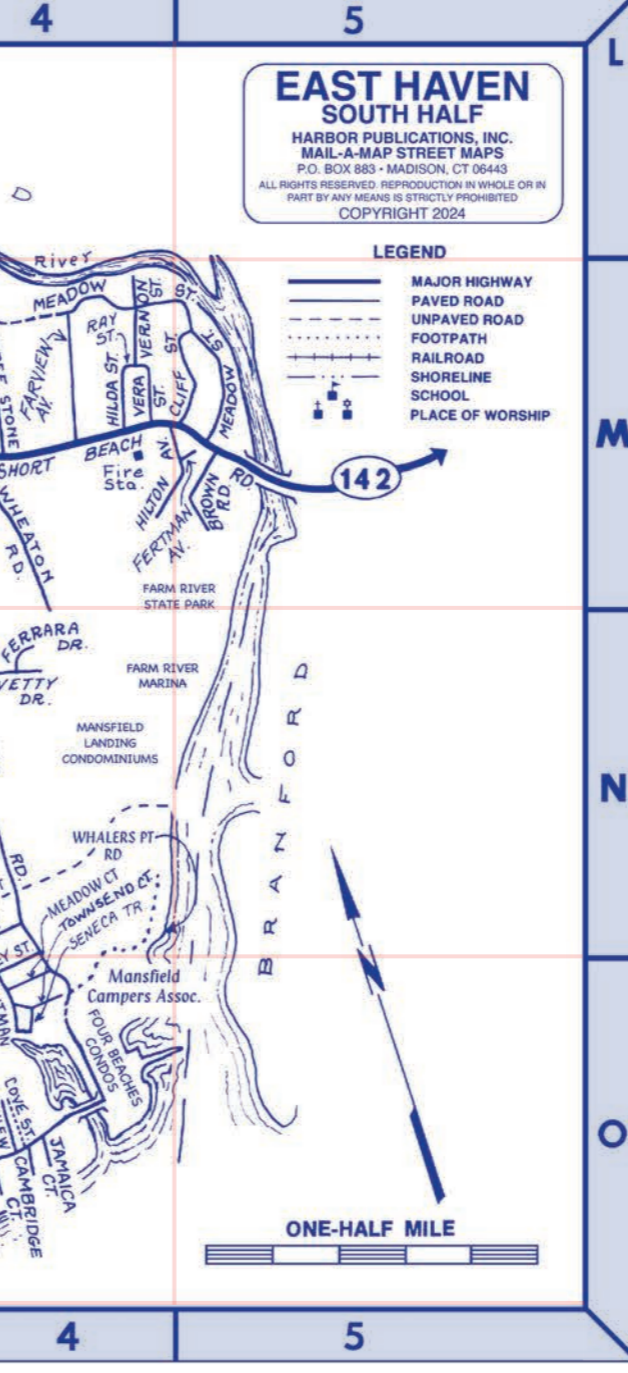 4
5
L
EAST HAVEN
SOUTH HALF
HARBOR PUBLICATIONS, INC.
MAIL-A-MAP STREET MAPS
P.O. BOX 883 • MADISON, CT 06443
ALL RIGHTS RESERVED. REPRODUCTION IN WHOLE OR IN
PART BY ANY MEANS IS STRICTLY PROHIBITED
COPYRIGHT 2024
LEGEND
MAJOR HIGHWAY
PAVED ROAD
UNPAVED ROAD
FOOTPATH
RAILROAD
SHORELINE
SCHOOL
PLACE OF WORSHIP
River
MEADOW ST.
VERNON ST.
RAY
ST.
FARVIEW
AV.
STONE
HILDA ST.
VERA ST.
CLIFF ST.
MEADOW ST
M
SHORT BEACH RD.
142
Fire
Sta.
HILTON AV.
FERTMAN
AV.
BROWN
RD.
WHEATON
RD.
FARM RIVER
STATE PARK
FERRARA
DR.
VETTY
DR.
FARM RIVER
MARINA
MANSFIELD
LANDING
CONDOMINIUMS
BRANFORD
N
WHALERS PT
RD
RD.
MEADOW CT
TOWNSEND CT.
SENECA TR
EY ST.
Mansfield
Campers Assoc.
TMAN
FOUR BEACHES
CONDOS
COVE ST.
EW
CAMBRIDGE
CT.
JAMAICA
CT.
N
O
ONE-HALF MILE
4
5